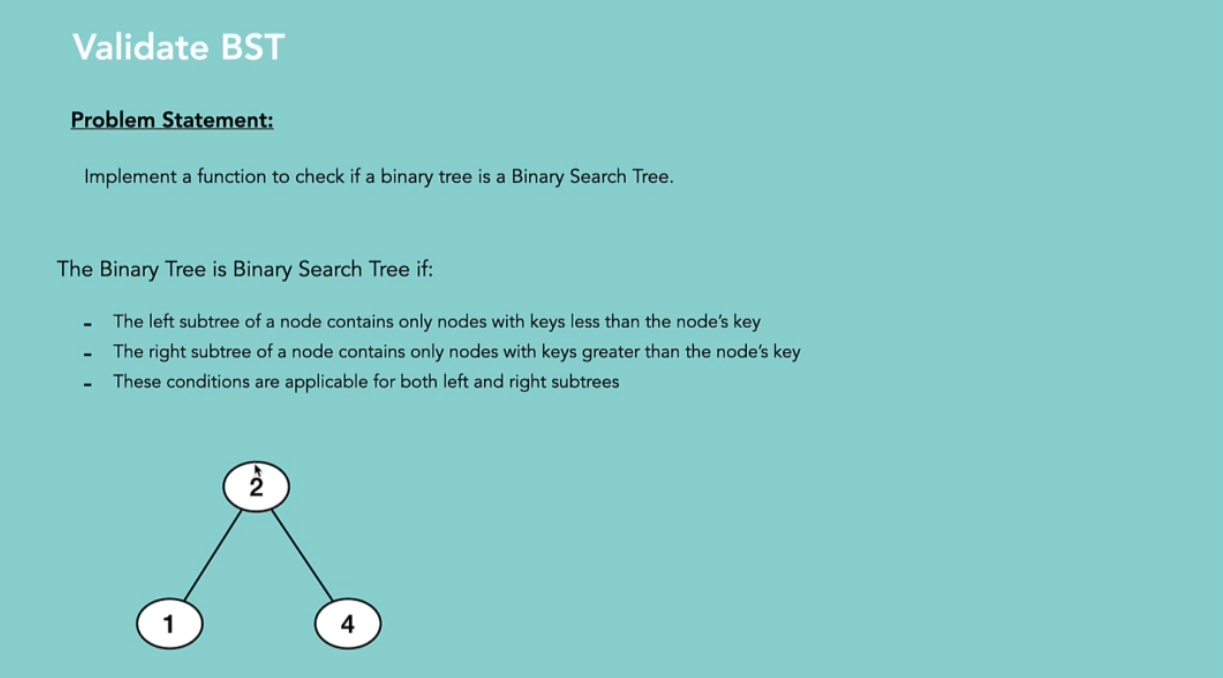 Validate BST
Problem Statement:
Implement a function to check if a binary tree is a Binary Search Tree.
The Binary Tree is Binary Search Tree if:
- The left subtree of a node contains only nodes with keys less than the node’s key
- The right subtree of a node contains only nodes with keys greater than the node’s key
- These conditions are applicable for both left and right subtrees
2
1 4